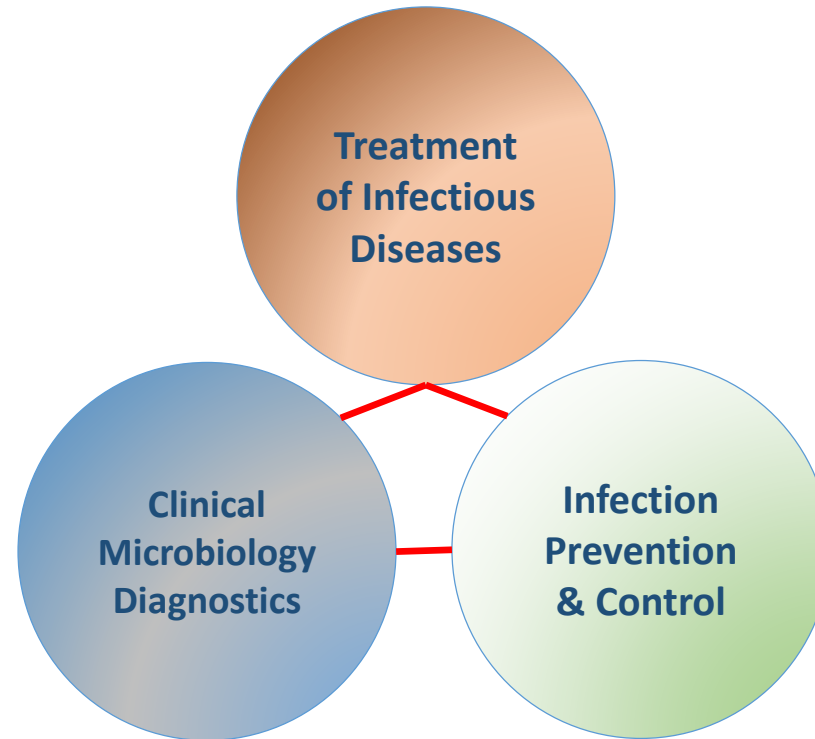 Treatment
of Infectious
Diseases
Clinical
Microbiology
Diagnostics
Infection
Prevention
& Control